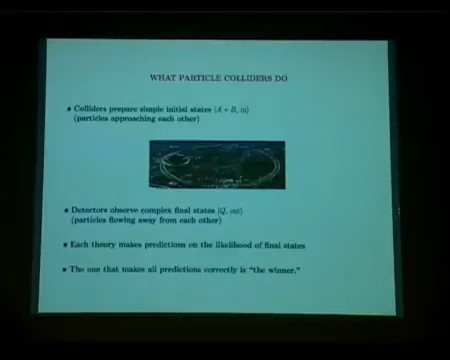 WHAT PARTICLE COLLIDERS DO
• Colliders prepare simple initial states |A + B, in⟩
(particles approaching each other)
• Detectors observe complex final states |Q, out⟩
(particles flowing away from each other)
• Each theory makes predictions on the likelihood of final states
• The one that makes all predictions correctly is "the winner."